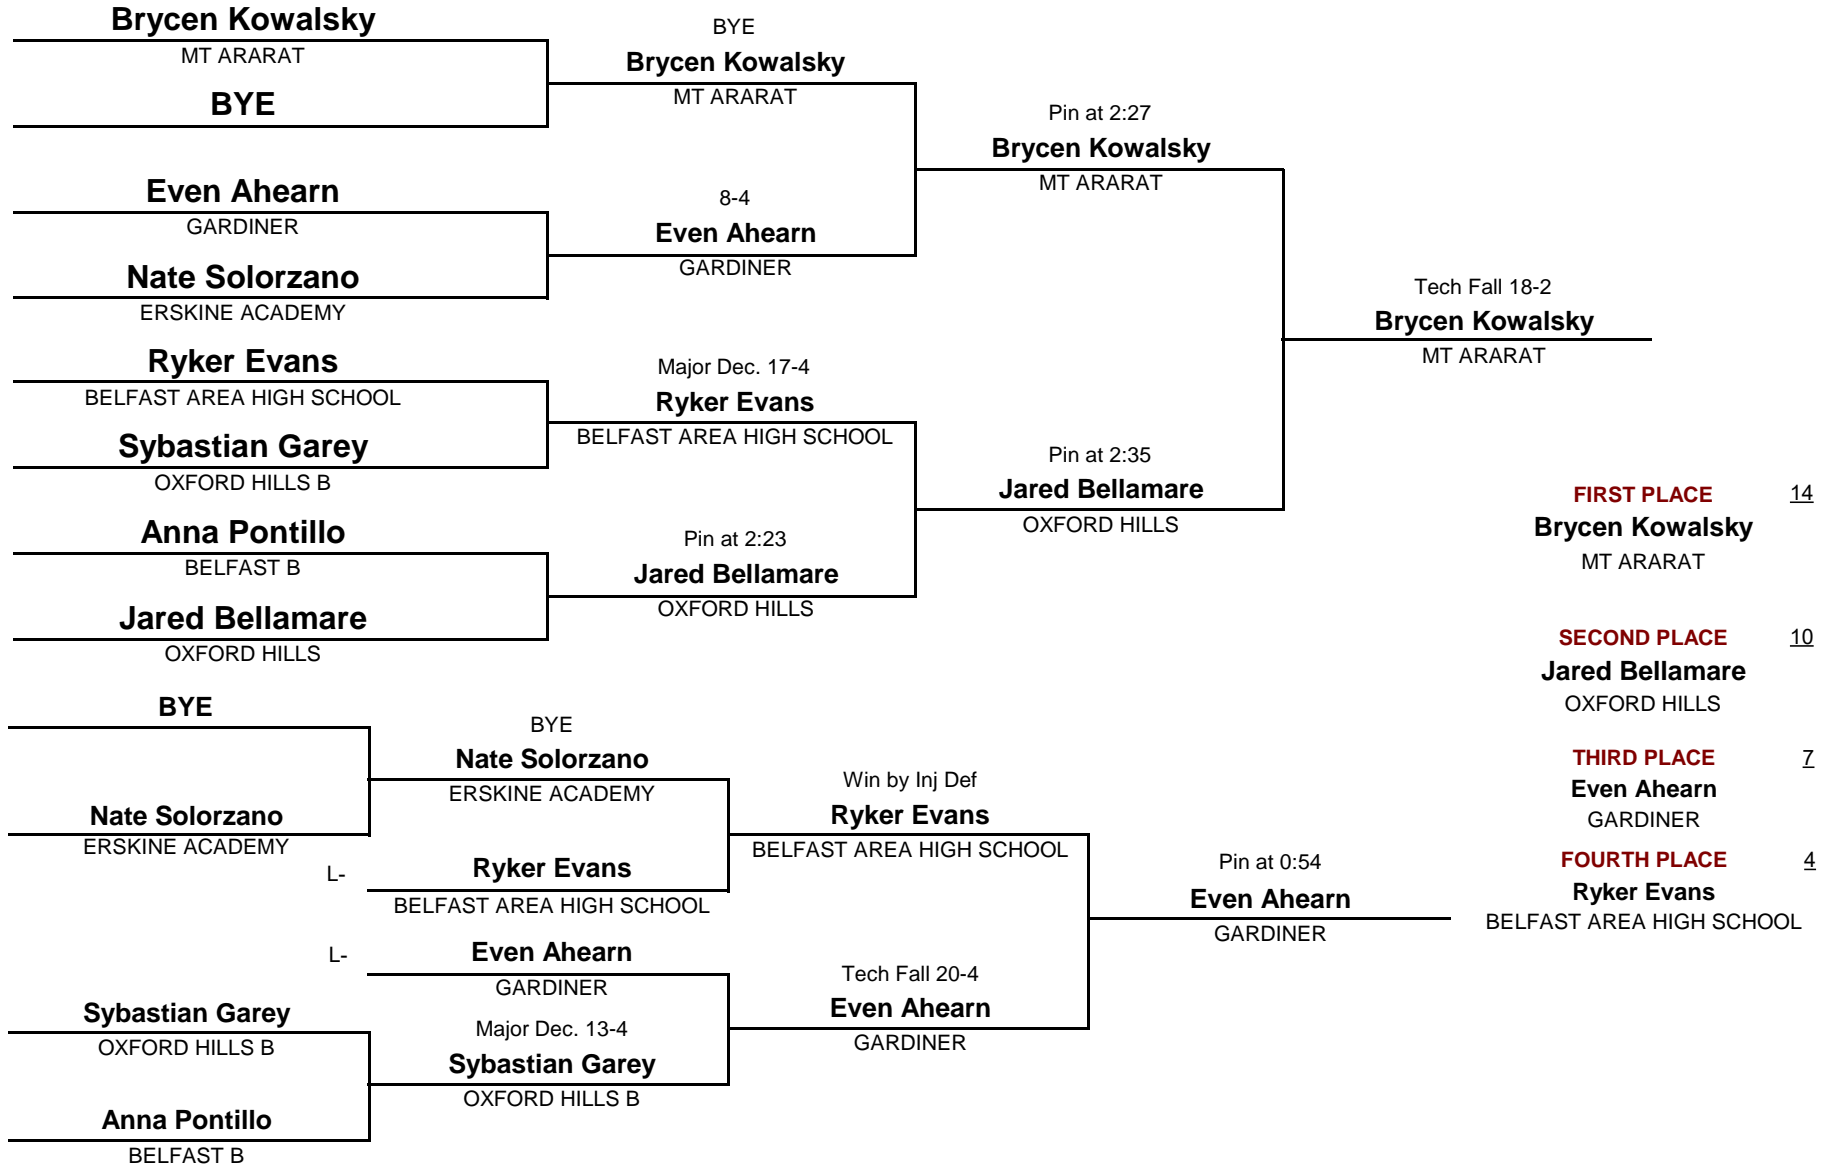 Brycen Kowalsky
MT ARARAT
BYE
Even Ahearn
GARDINER
Nate Solorzano
ERSKINE ACADEMY
Ryker Evans
BELFAST AREA HIGH SCHOOL
Sybastian Garey
OXFORD HILLS B
Anna Pontillo
BELFAST B
Jared Bellamare
OXFORD HILLS
BYE
Brycen Kowalsky
MT ARARAT
8-4
Even Ahearn
GARDINER
Major Dec. 17-4
Ryker Evans
BELFAST AREA HIGH SCHOOL
Pin at 2:23
Jared Bellamare
OXFORD HILLS
Pin at 2:27
Brycen Kowalsky
MT ARARAT
Pin at 2:35
Jared Bellamare
OXFORD HILLS
Tech Fall 18-2
Brycen Kowalsky
MT ARARAT
FIRST PLACE 14
Brycen Kowalsky
MT ARARAT
SECOND PLACE 10
Jared Bellamare
OXFORD HILLS
THIRD PLACE 7
Even Ahearn
GARDINER
FOURTH PLACE 4
Ryker Evans
BELFAST AREA HIGH SCHOOL
BYE
Nate Solorzano
ERSKINE ACADEMY
Sybastian Garey
OXFORD HILLS B
Anna Pontillo
BELFAST B
BYE
Nate Solorzano
ERSKINE ACADEMY
L- Ryker Evans
BELFAST AREA HIGH SCHOOL
L- Even Ahearn
GARDINER
Major Dec. 13-4
Sybastian Garey
OXFORD HILLS B
Win by Inj Def
Ryker Evans
BELFAST AREA HIGH SCHOOL
Tech Fall 20-4
Even Ahearn
GARDINER
Pin at 0:54
Even Ahearn
GARDINER